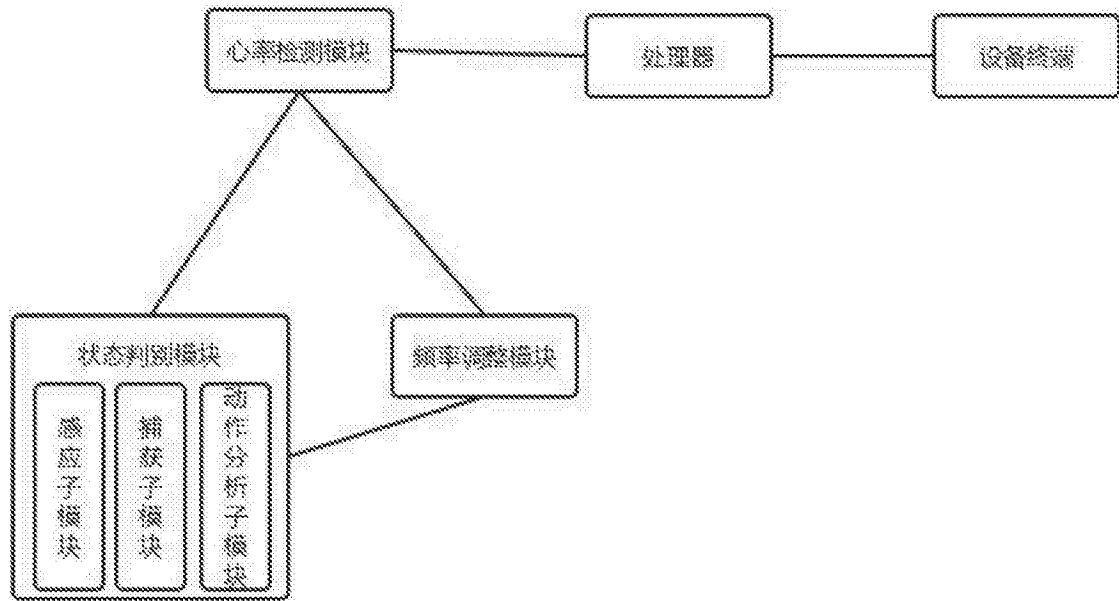 心率检测模块
处理器
设备终端
状态判别模块
频率调整模块
感应子模块
捕获子模块
动作分析子模块